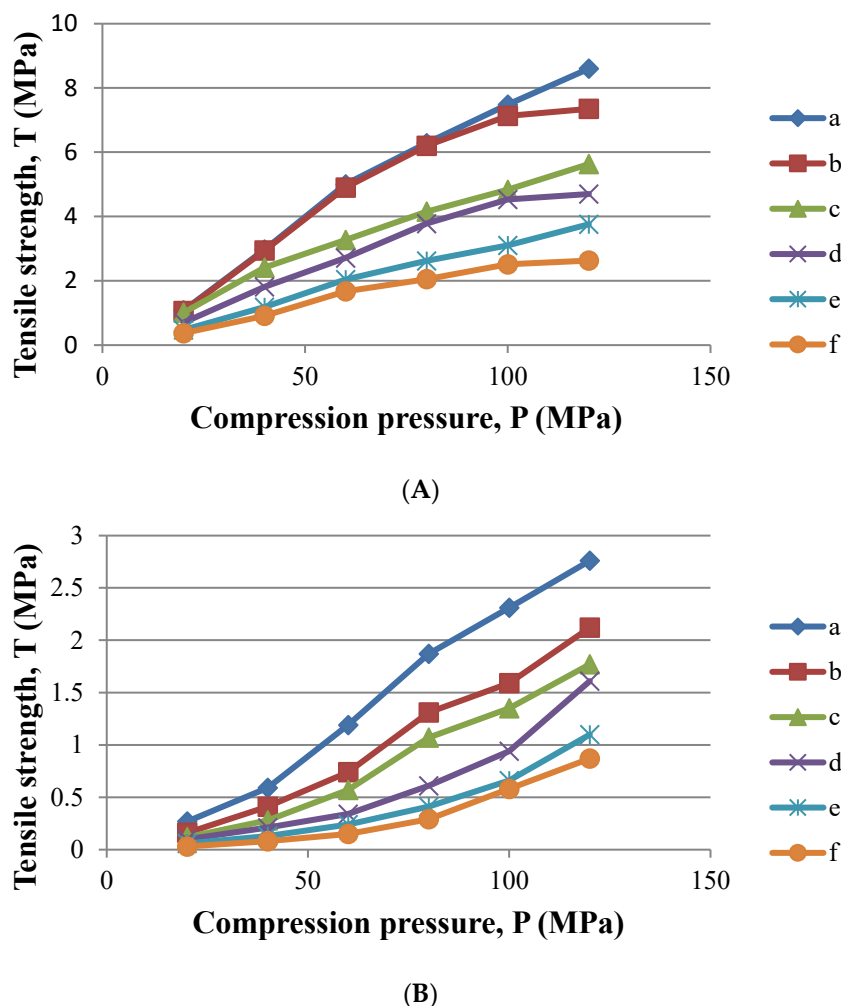 Tensile strength, T (MPa)
10
8
6
4
2
0
0
50
100
150
Compression pressure, P (MPa)
a
b
c
d
e
f
(A)
Tensile strength, T (MPa)
3
2.5
2
1.5
1
0.5
0
0
50
100
150
Compression pressure, P (MPa)
a
b
c
d
e
f
(B)